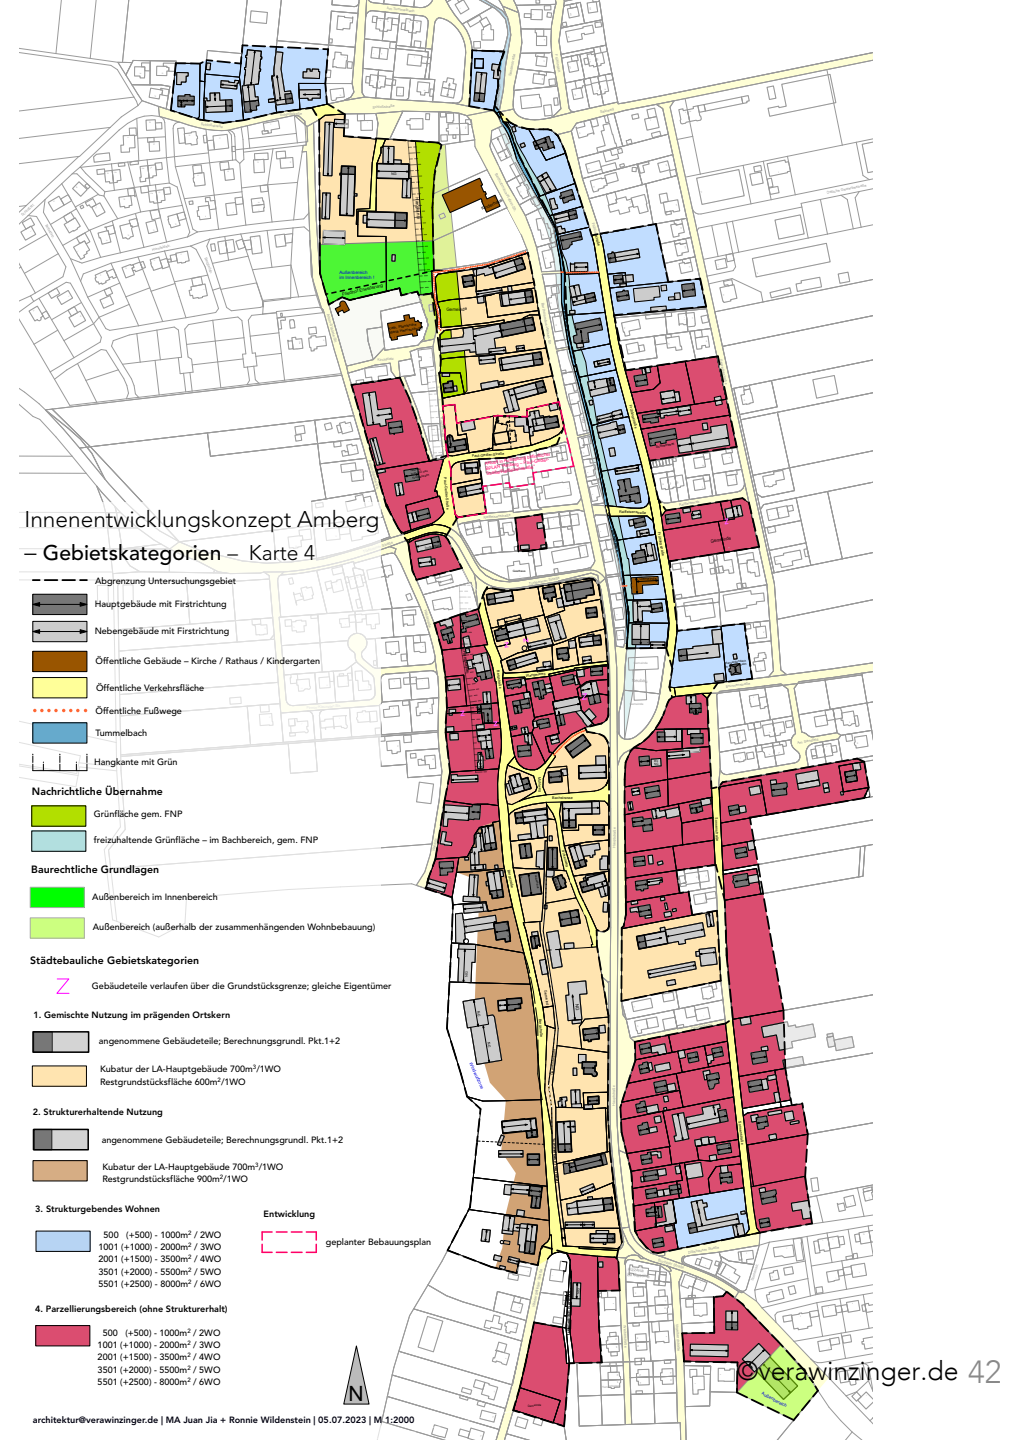 Außenbereich
im Innenbereich !
Paul-Gerber-Straße
Innenentwicklungskonzept Amberg
– Gebietskategorien – Karte 4
Abgrenzung Untersuchungsgebiet
Hauptgebäude mit Firstrichtung
Nebengebäude mit Firstrichtung
Öffentliche Gebäude – Kirche / Rathaus / Kindergarten
Öffentliche Verkehrsfläche
Öffentliche Fußwege
Tummelbach
Hangkante mit Grün
Nachrichtliche Übernahme
Grünfläche gem. FNP
freizuhaltende Grünfläche – im Bachbereich, gem. FNP
Baurechtliche Grundlagen
Außenbereich im Innenbereich
Außenbereich (außerhalb der zusammenhängenden Wohnbebauung)
Städtebauliche Gebietskategorien
Z Gebäudeteile verlaufen über die Grundstücksgrenze; gleiche Eigentümer
1. Gemischte Nutzung im prägenden Ortskern
angenommene Gebäudeteile; Berechnungsgrundl. Pkt.1+2
Kubatur der LA-Hauptgebäude 700m³/1WO
Restgrundstücksfläche 600m²/1WO
2. Strukturerhaltende Nutzung
angenommene Gebäudeteile; Berechnungsgrundl. Pkt.1+2
Kubatur der LA-Hauptgebäude 700m³/1WO
Restgrundstücksfläche 900m²/1WO
3. Strukturgebendes Wohnen
500 (+500) - 1000m² / 2WO
1001 (+1000) - 2000m² / 3WO
2001 (+1500) - 3500m² / 4WO
3501 (+2000) - 5500m² / 5WO
5501 (+2500) - 8000m² / 6WO
Entwicklung
geplanter Bebauungsplan
4. Parzellierungsbereich (ohne Strukturerhalt)
500 (+500) - 1000m² / 2WO
1001 (+1000) - 2000m² / 3WO
2001 (+1500) - 3500m² / 4WO
3501 (+2000) - 5500m² / 5WO
5501 (+2500) - 8000m² / 6WO
N
Außenbereich
©verawinzinger.de 42
architektur@verawinzinger.de | MA Juan Jia + Ronnie Wildenstein | 05.07.2023 | M 1:2000